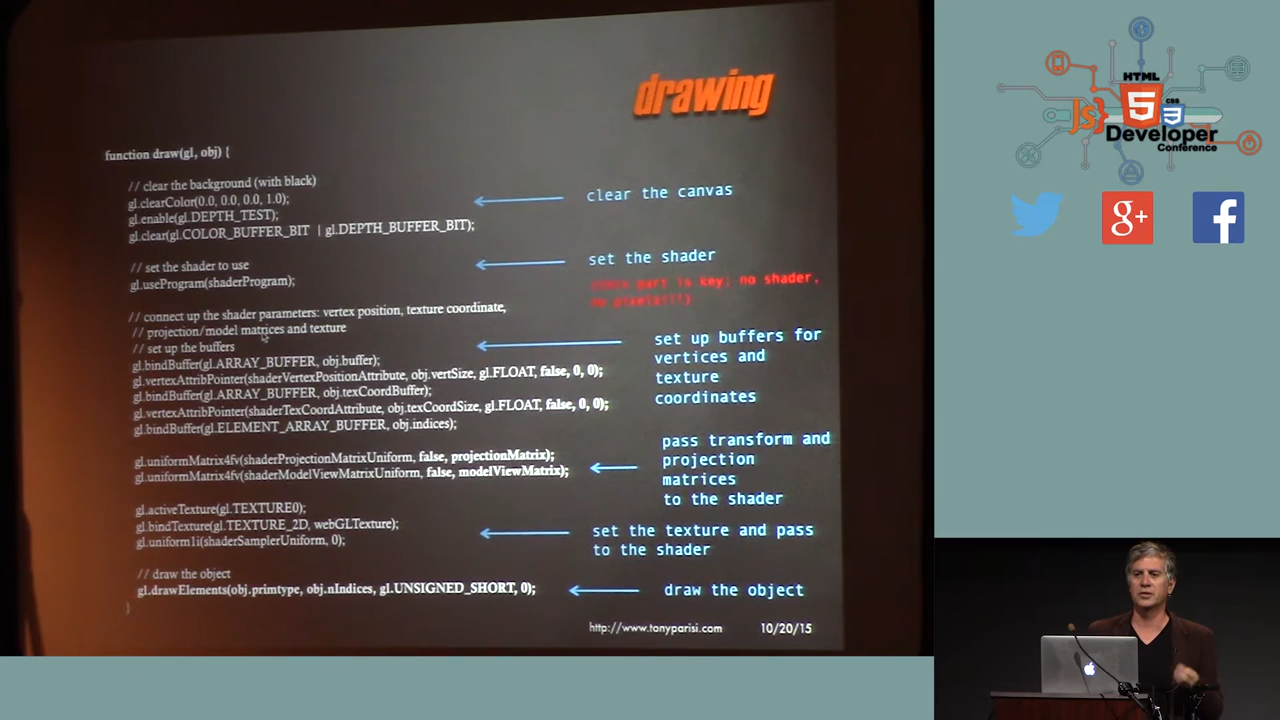 drawing
function draw(gl, obj) {
// clear the background (with black)
gl.clearColor(0.0, 0.0, 0.0, 1.0);
gl.enable(gl.DEPTH_TEST);
gl.clear(gl.COLOR_BUFFER_BIT | gl.DEPTH_BUFFER_BIT);
clear the canvas
// set the shader to use
gl.useProgram(shaderProgram);
set the shader
(this part is key: no shader,
no pixels!!)
// connect up the shader parameters: vertex position, texture coordinate,
// projection/model matrices and texture
// set up the buffers
gl.bindBuffer(gl.ARRAY_BUFFER, obj.buffer);
gl.vertexAttribPointer(shaderVertexPositionAttribute, obj.vertSize, gl.FLOAT, false, 0, 0);
gl.bindBuffer(gl.ARRAY_BUFFER, obj.texCoordBuffer);
gl.vertexAttribPointer(shaderTexCoordAttribute, obj.texCoordSize, gl.FLOAT, false, 0, 0);
gl.bindBuffer(gl.ELEMENT_ARRAY_BUFFER, obj.indices);
set up buffers for
vertices and
texture
coordinates
gl.uniformMatrix4fv(shaderProjectionMatrixUniform, false, projectionMatrix);
gl.uniformMatrix4fv(shaderModelViewMatrixUniform, false, modelViewMatrix);
pass transform and
projection
matrices
to the shader
gl.activeTexture(gl.TEXTURE0);
gl.bindTexture(gl.TEXTURE_2D, webGLTexture);
gl.uniform1i(shaderSamplerUniform, 0);
set the texture and pass
to the shader
// draw the object
gl.drawElements(obj.primtype, obj.nIndices, gl.UNSIGNED_SHORT, 0);
draw the object
}
http://www.tonyparisi.com 10/20/15
HTML
5
CSS
3
JS}
Developer
Conference
g+
f